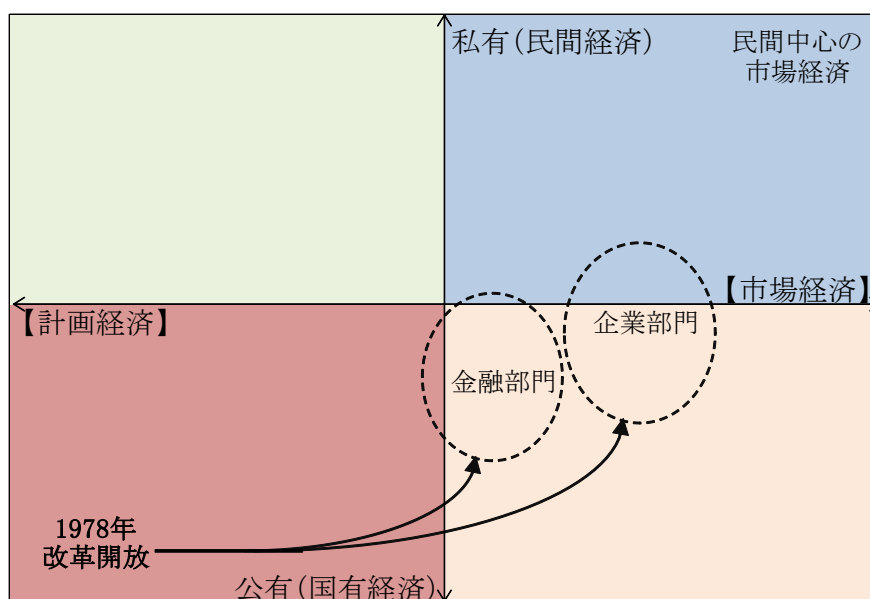 私有(民間経済)
民間中心の
市場経済
【市場経済】
【計画経済】
企業部門
金融部門
1978年
改革開放
公有(国有経済)